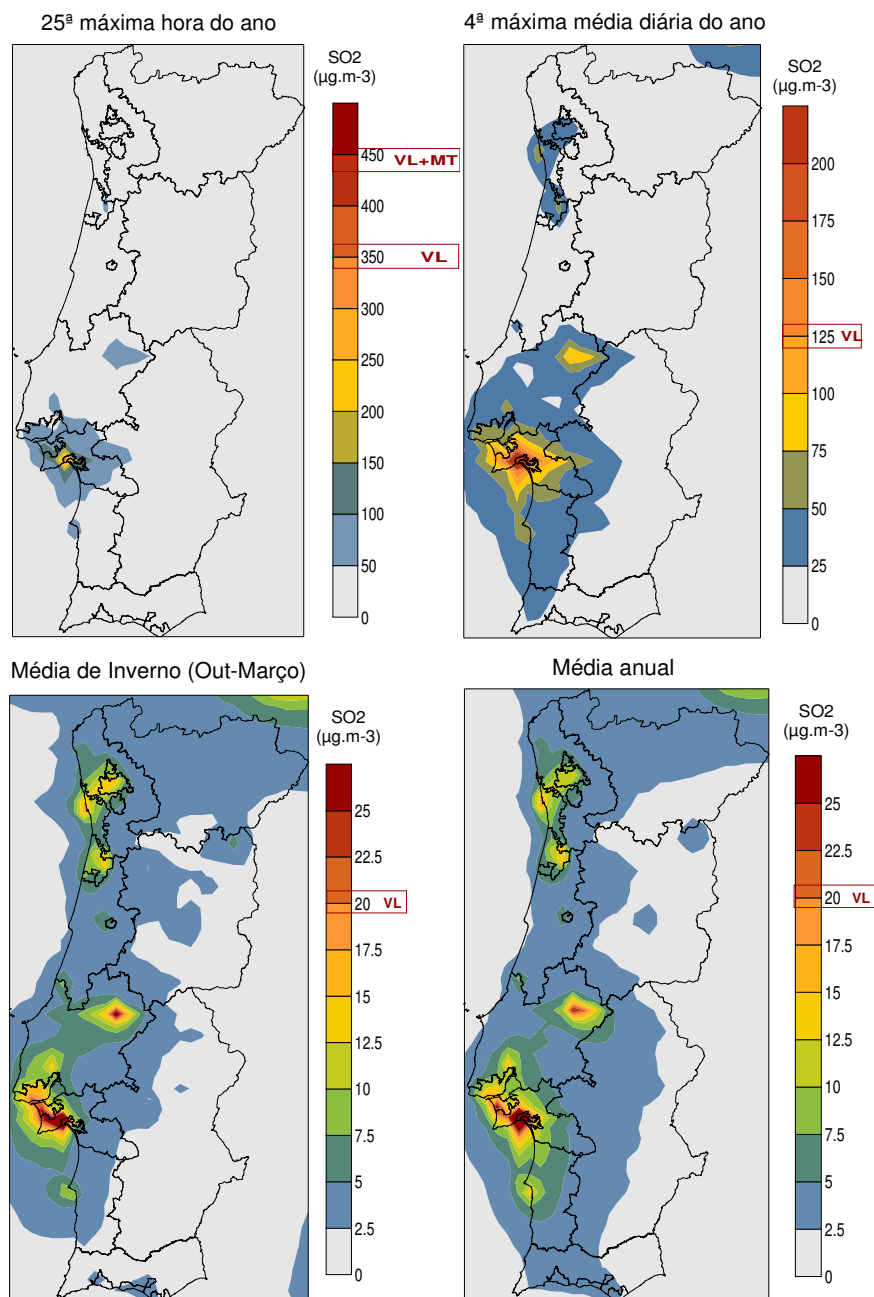 25ª máxima hora do ano
SO2
(µg.m-3)
450
VL+MT
400
350
VL
300
250
200
150
100
50
0
4ª máxima média diária do ano
SO2
(µg.m-3)
200
175
150
125
VL
100
75
50
25
0
Média de Inverno (Out-Março)
SO2
(µg.m-3)
25
22.5
20
VL
17.5
15
12.5
10
7.5
5
2.5
0
Média anual
SO2
(µg.m-3)
25
22.5
20
VL
17.5
15
12.5
10
7.5
5
2.5
0